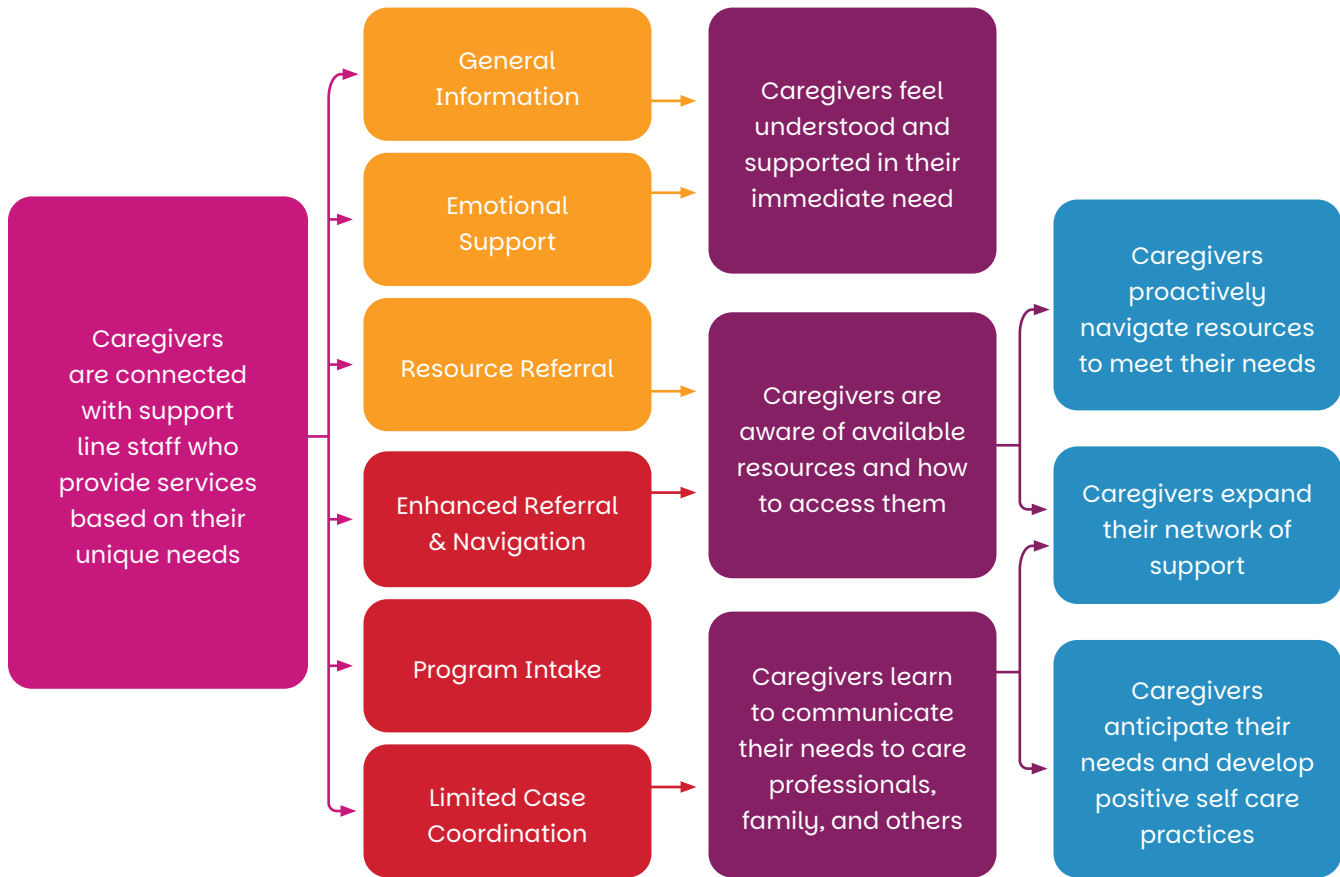 Caregivers
are connected
with support
line staff who
provide services
based on their
unique needs
General
Information
Emotional
Support
Resource Referral
Enhanced Referral
& Navigation
Program Intake
Limited Case
Coordination
Caregivers feel
understood and
supported in their
immediate need
Caregivers are
aware of available
resources and how
to access them
Caregivers learn
to communicate
their needs to care
professionals,
family, and others
Caregivers
proactively
navigate resources
to meet their needs
Caregivers expand
their network of
support
Caregivers
anticipate their
needs and develop
positive self care
practices